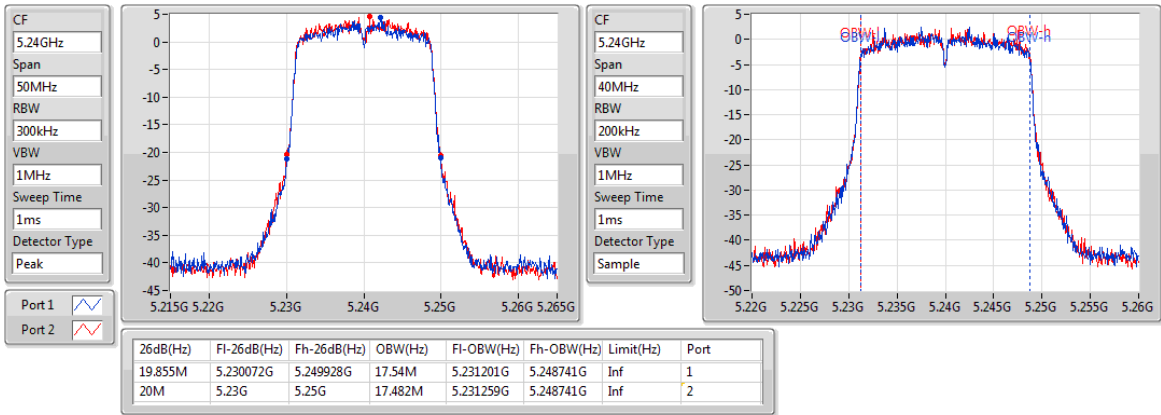 CF
5.24GHz
Span
50MHz
RBW
300kHz
VBW
1MHz
Sweep Time
1ms
Detector Type
Peak
Port 1
Port 2
5
0
-5
-10
-15
-20
-25
-30
-35
-40
-45
5.215G 5.22G 5.23G 5.24G 5.25G 5.26G 5.265G
CF
5.24GHz
Span
40MHz
RBW
200kHz
VBW
1MHz
Sweep Time
1ms
Detector Type
Sample
5
0
-5
-10
-15
-20
-25
-30
-35
-40
-45
-50
OBW-h
OBW-h
5.22G 5.225G 5.23G 5.235G 5.24G 5.245G 5.25G 5.255G 5.26G
26dB(Hz) Fl-26dB(Hz) Fh-26dB(Hz) OBW(Hz) Fl-OBW(Hz) Fh-OBW(Hz) Limit(Hz) Port
19.855M 5.230072G 5.249928G 17.54M 5.231201G 5.248741G Inf 1
20M 5.23G 5.25G 17.482M 5.231259G 5.248741G Inf 2